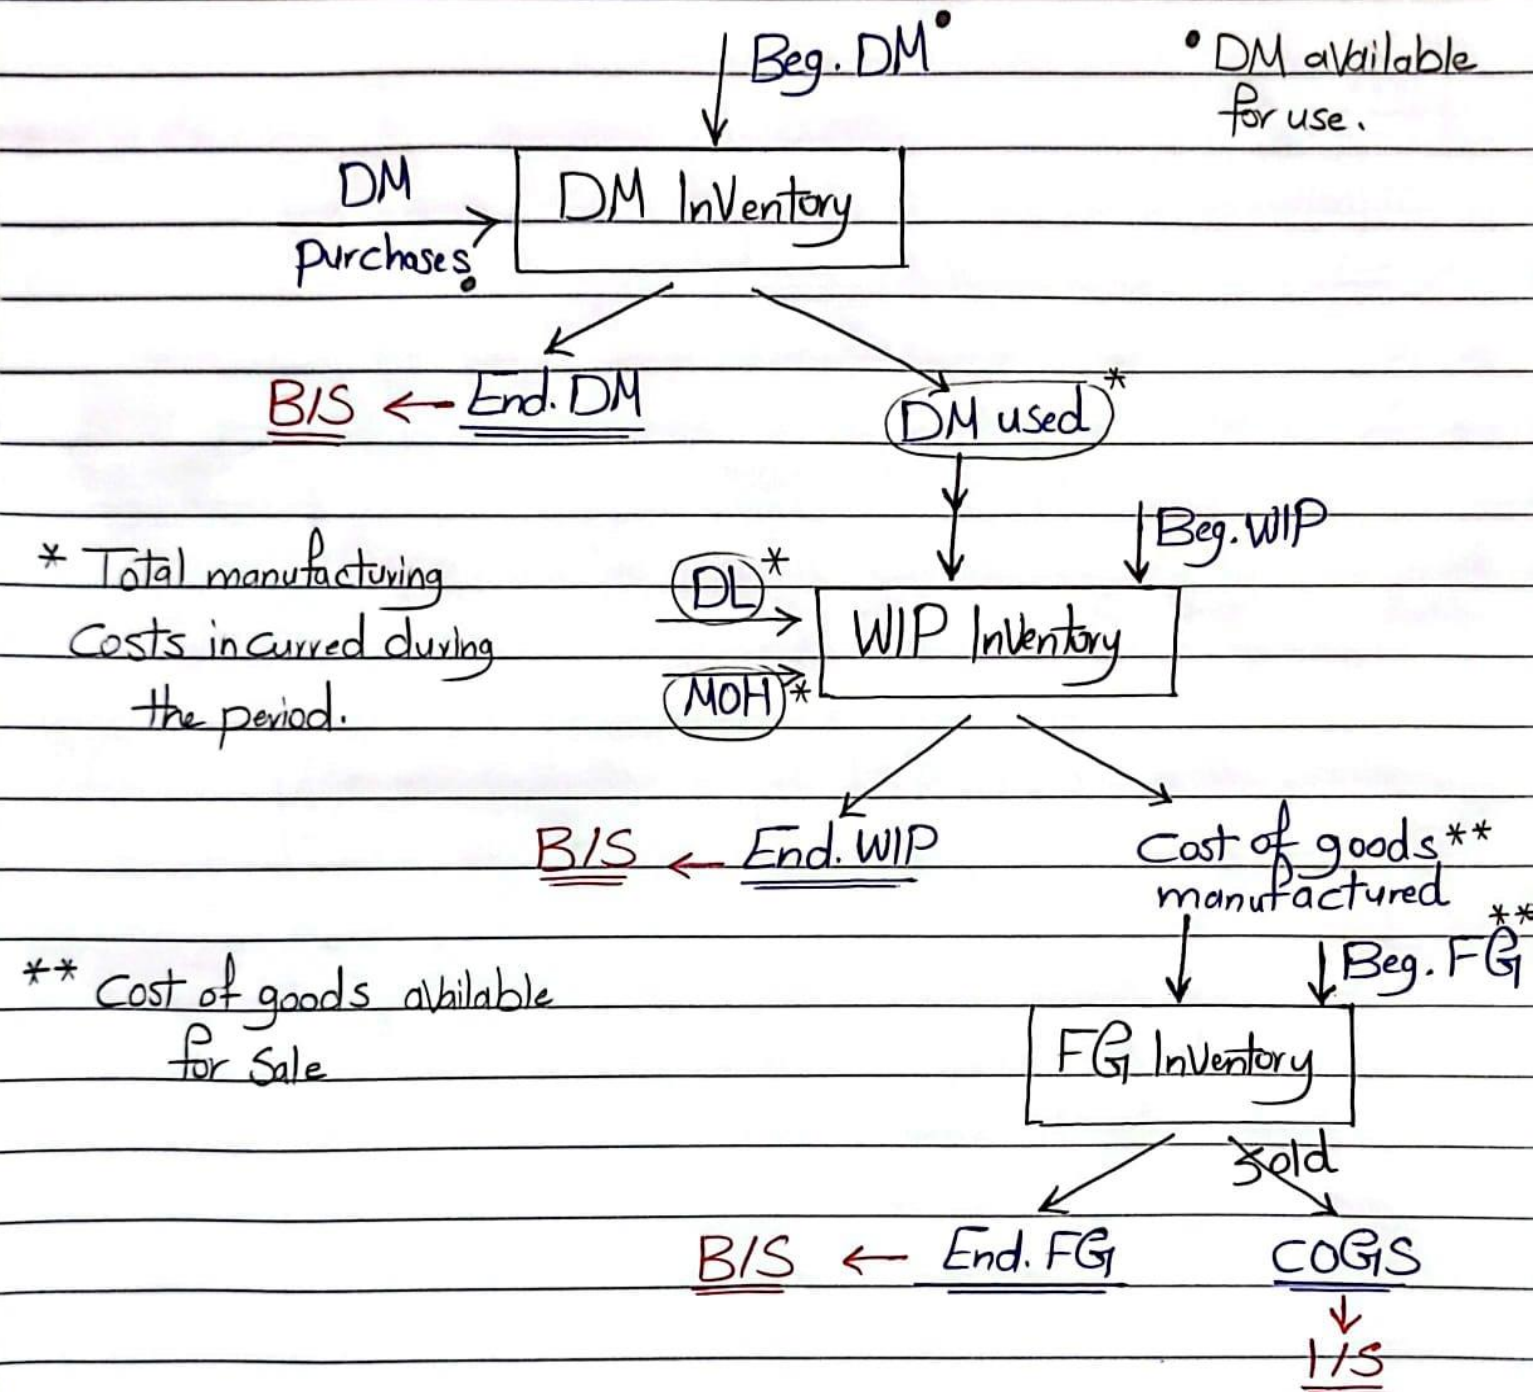 Beg. DM•
• DM available
for use.
DM
purchases•
DM Inventory
B/S ← End. DM
DM used*
Beg. WIP
* Total manufacturing
Costs incurred during
the period.
DL*
MOH*
WIP Inventory
B/S ← End. WIP
Cost of goods**
manufactured
** Cost of goods available
for Sale
Beg. FG**
FG Inventory
Sold
B/S ← End. FG
COGS
I/S